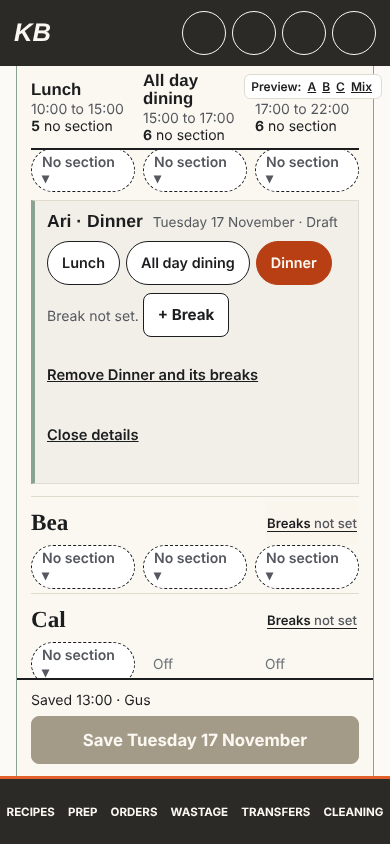 KB
Preview: A B C Mix
Lunch
10:00 to 15:00
5 no section
All day
dining
15:00 to 17:00
6 no section
17:00 to 22:00
6 no section
No section
▾
No section
▾
No section
▾
Ari · Dinner Tuesday 17 November · Draft
Lunch
All day dining
Dinner
Break not set.
+ Break
Remove Dinner and its breaks
Close details
Bea
Breaks not set
No section
▾
No section
▾
No section
▾
Cal
Breaks not set
No section
▾
Off
Off
Saved 13:00 · Gus
Save Tuesday 17 November
RECIPES PREP ORDERS WASTAGE TRANSFERS CLEANING